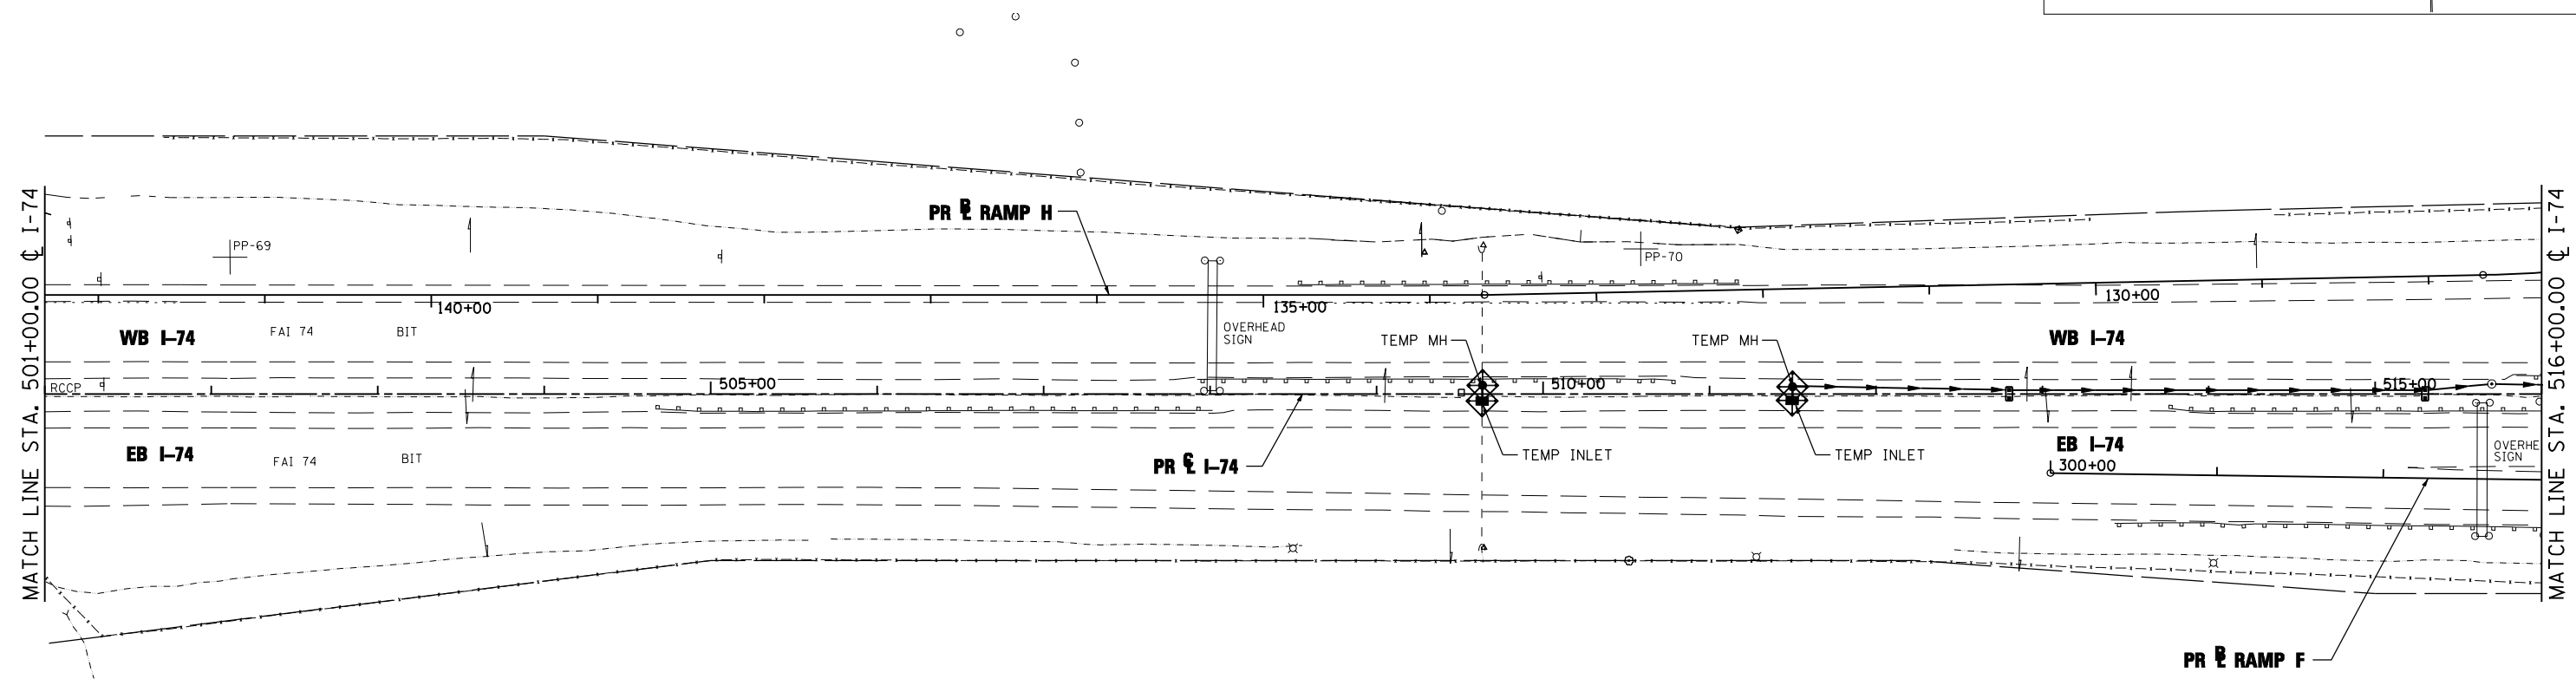 MATCH LINE STA. 501+00.00 ℄ I-74
PR ℄ RAMP H
PP-69
PP-70
140+00
135+00
130+00
WB I-74
FAI 74
BIT
OVERHEAD
SIGN
TEMP MH
TEMP MH
WB I-74
RCCP
505+00
510+00
515+00
EB I-74
FAI 74
BIT
PR ℄ I-74
TEMP INLET
TEMP INLET
EB I-74
300+00
OVERHE
SIGN
PR RAMP F
MATCH LINE STA. 516+00.00 ℄ I-74